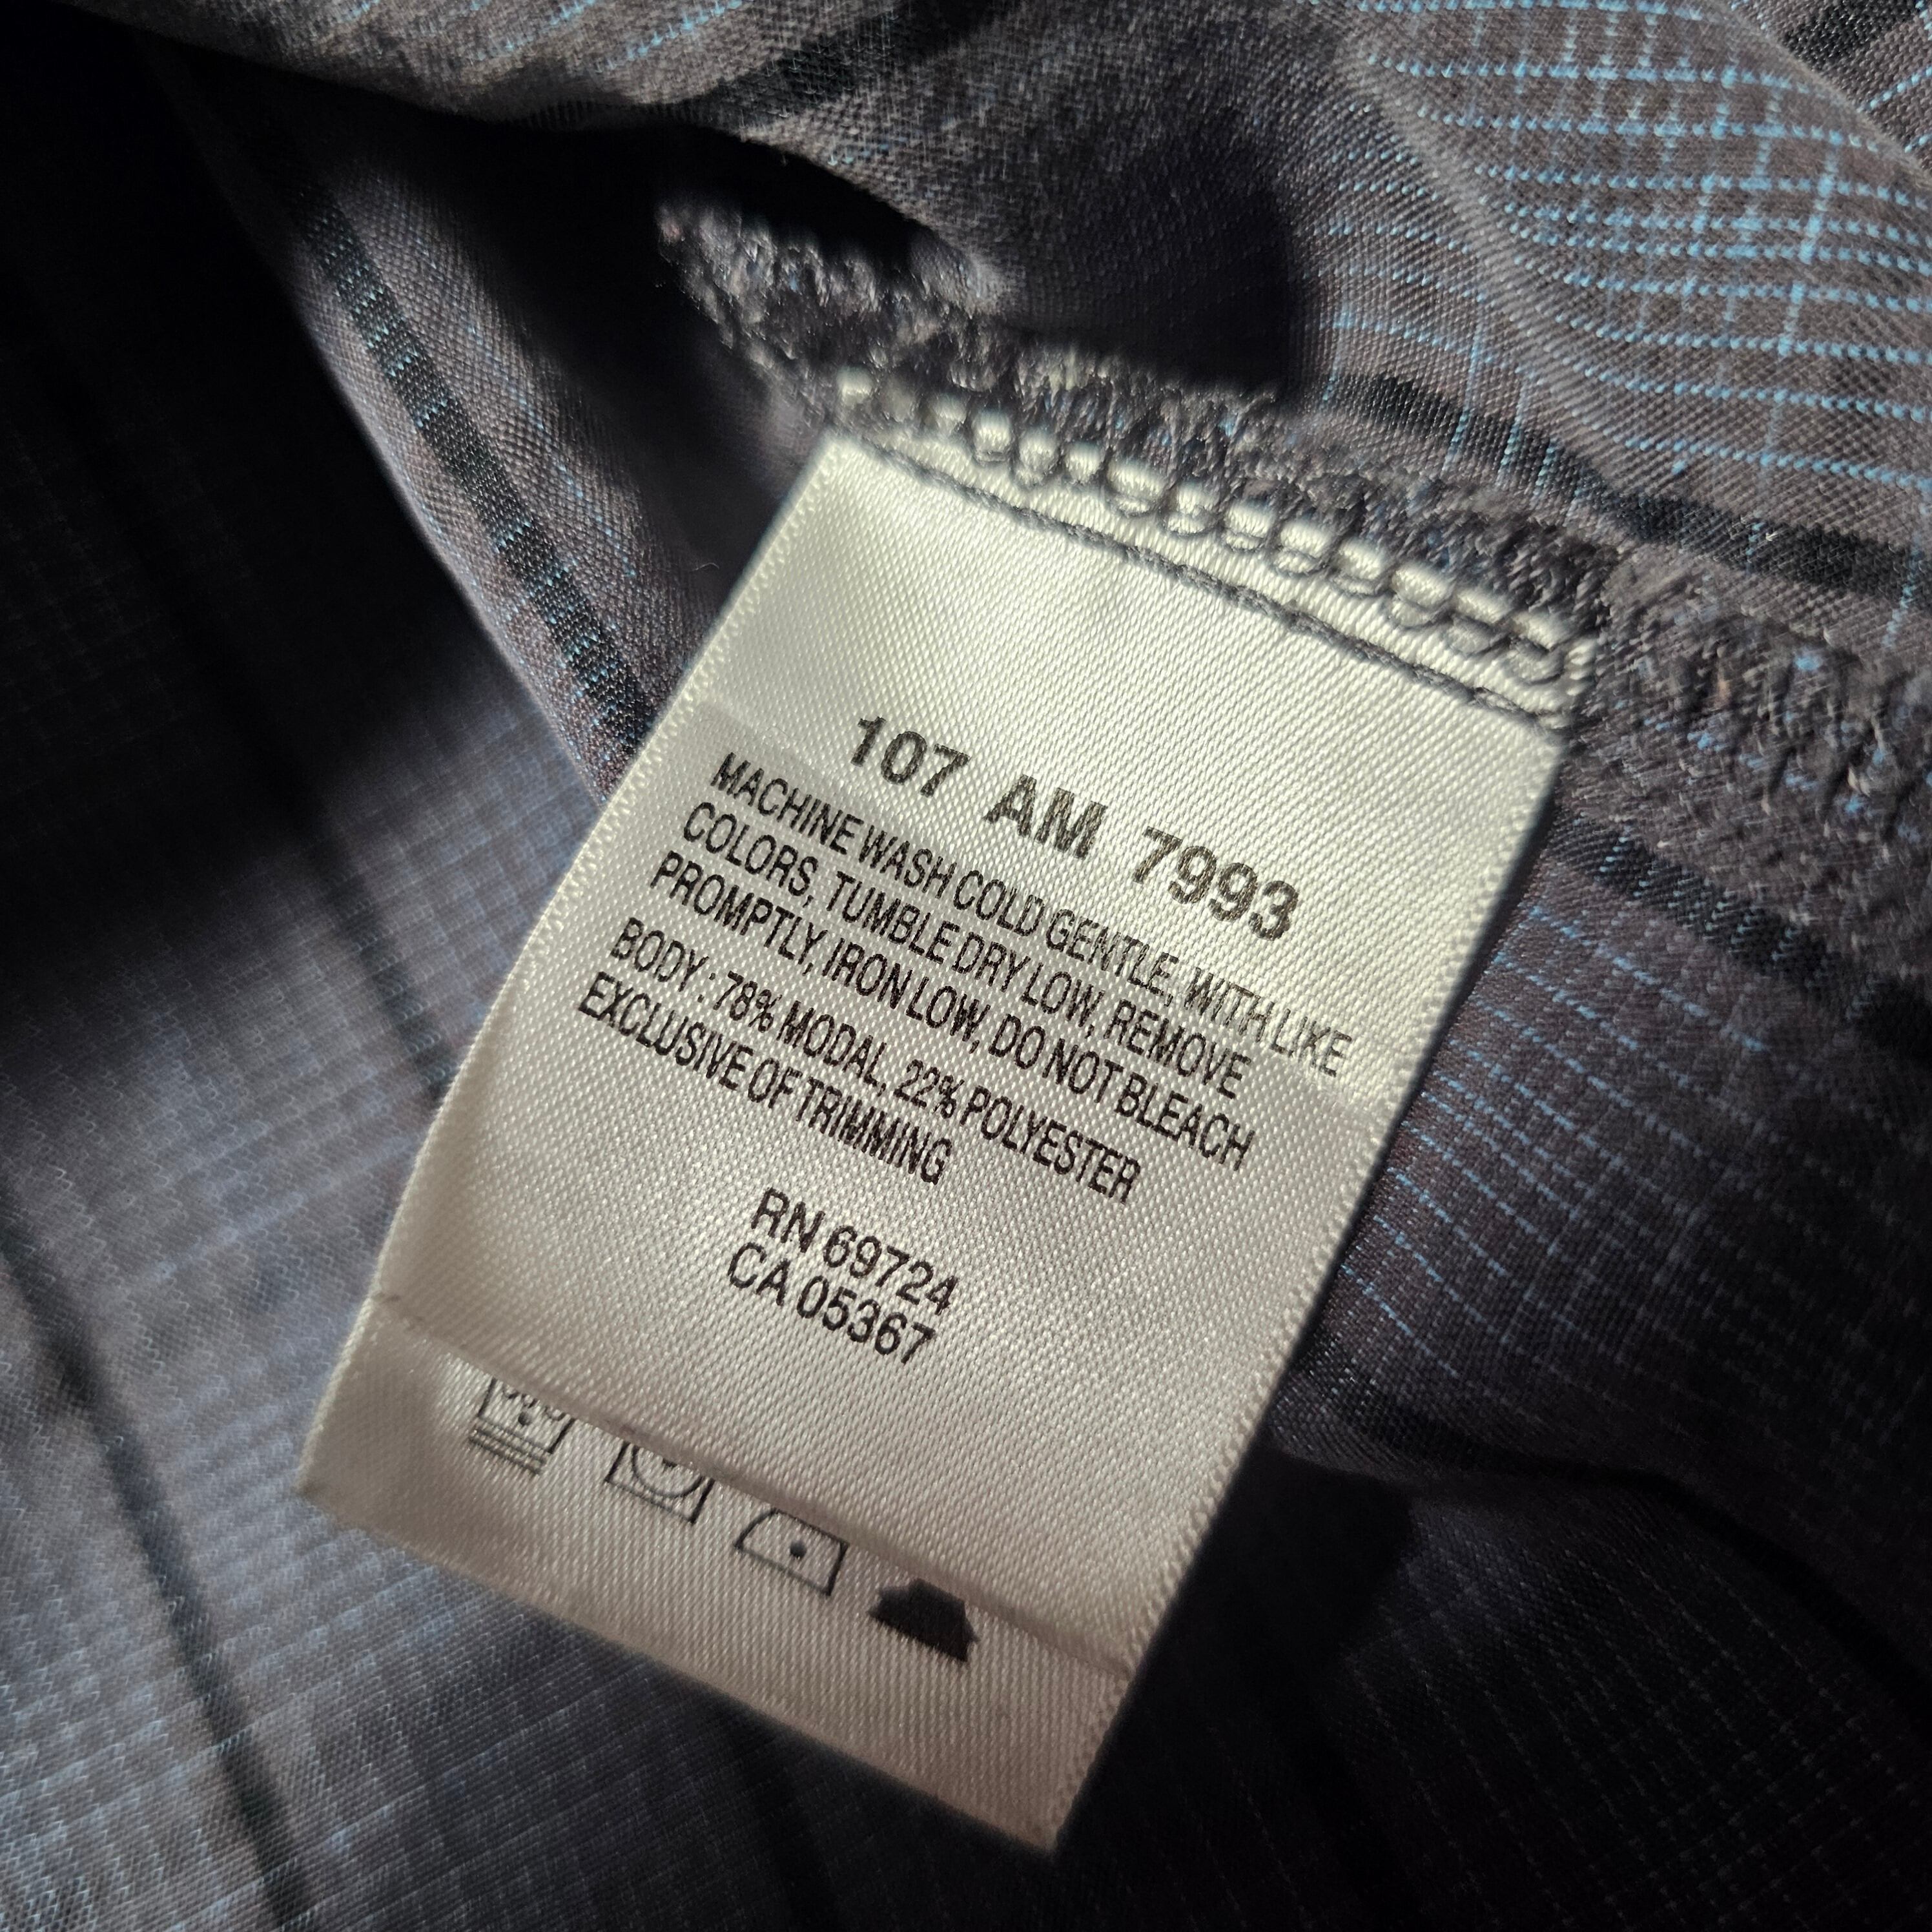 107 AM 7993
MACHINE WASH COLD GENTLE, WITH LIKE
COLORS, TUMBLE DRY LOW, REMOVE
PROMPTLY, IRON LOW, DO NOT BLEACH
BODY : 78% MODAL, 22% POLYESTER
EXCLUSIVE OF TRIMMING
RN 69724
CA 05367